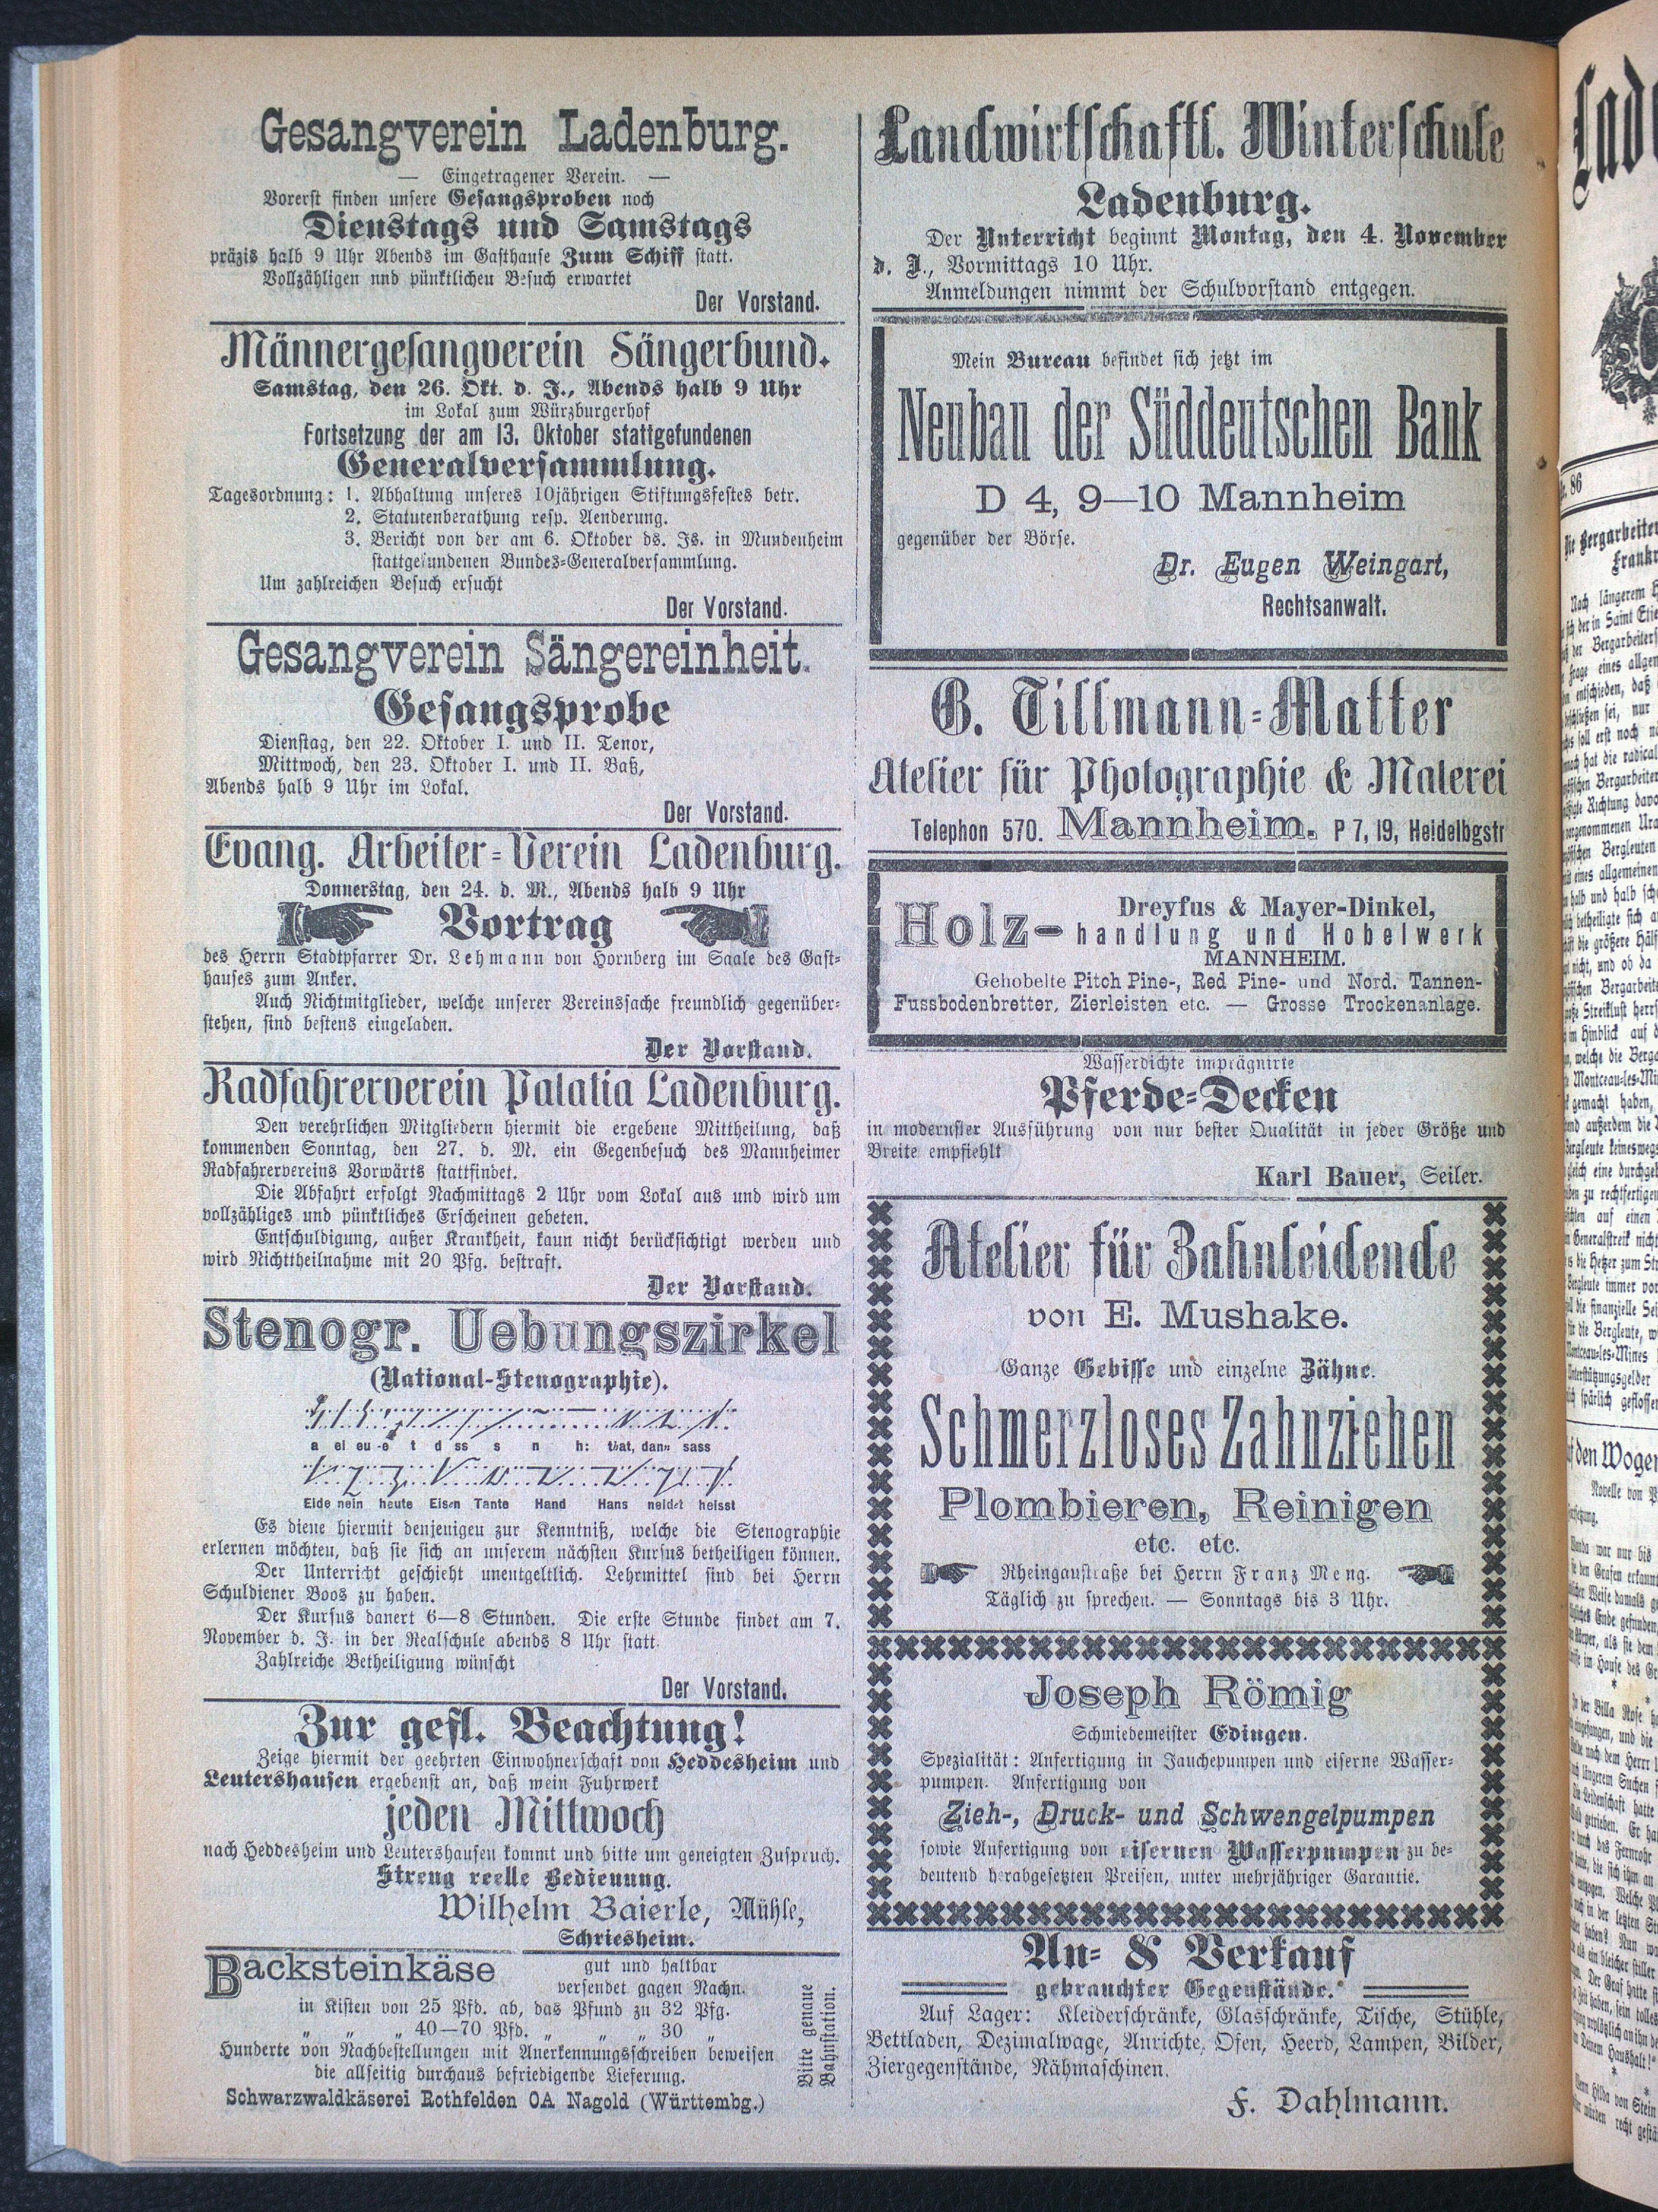 Gesangverein Ladenburg.
— Eingetragener Verein. —
Vorerst finden unsere Gesangsproben noch
Dienstags und Samstags
präzis halb 9 Uhr Abends im Gasthause Zum Schiff statt.
Vollzähligen nnd pünktlichen Besuch erwartet
Der Vorstand.
Männergesangverein Sängerbund.
Samstag, den 26. Okt. d. J., Abends halb 9 Uhr
im Lokal zum Würzburgerhof
Fortsetzung der am 13. Oktober stattgefundenen
Generalversammlung.
Tagesordnung: 1. Abhaltung unseres 10jährigen Stiftungsfestes betr.
2. Statutenberathung resp. Aenderung.
3. Bericht von der am 6. Oktober ds. Js. in Mundenheim
stattgefundenen Bundes-Generalversammlung.
Um zahlreichen Besuch ersucht
Der Vorstand.
Gesangverein Sängereinheit.
Gesangsprobe
Dienstag, den 22. Oktober I. und II. Tenor,
Mittwoch, den 23. Oktober I. und II. Baß,
Abends halb 9 Uhr im Lokal.
Der Vorstand.
Evang. Arbeiter-Verein Ladenburg.
Donnerstag, den 24. d. M., Abends halb 9 Uhr
Vortrag
des Herrn Stadtpfarrer Dr. Lehmann von Hornberg im Saale des Gast-
hauses zum Anker.
Auch Nichtmitglieder, welche unserer Vereinssache freundlich gegenüber-
stehen, sind bestens eingeladen.
Der Vorstand.
Radfahrerverein Palatia Ladenburg.
Den verehrlichen Mitgliedern hiermit die ergebene Mittheilung, daß
kommenden Sonntag, den 27. d. M. ein Gegenbesuch des Mannheimer
Radfahrervereins Vorwärts stattfindet.
Die Abfahrt erfolgt Nachmittags 2 Uhr vom Lokal aus und wird um
vollzähliges und pünktliches Erscheinen gebeten.
Entschuldigung, außer Krankheit, kann nicht berücksichtigt werden und
wird Nichttheilnahme mit 20 Pfg. bestraft.
Der Vorstand.
Stenogr. Uebungszirkel
(National-Stenographie).
a ei eu -e t d ss s n h: that, dann sass
Eide nein heute Eisen Tante Hand Hans neidet heisst
Es diene hiermit denjenigen zur Kenntniß, welche die Stenographie
erlernen möchten, daß sie sich an unserem nächsten Kursus betheiligen können.
Der Unterricht geschieht unentgeltlich. Lehrmittel sind bei Herrn
Schuldiener Boos zu haben.
Der Kursus dauert 6—8 Stunden. Die erste Stunde findet am 7.
November d. J. in der Realschule abends 8 Uhr statt.
Zahlreiche Betheiligung wünscht
Der Vorstand.
Zur gefl. Beachtung!
Zeige hiermit der geehrten Einwohnerschaft von Heddesheim und
Leutershausen ergebenst an, daß mein Fuhrwerk
jeden Mittwoch
nach Heddesheim und Leutershausen kommt und bitte um geneigten Zuspruch.
Streng reelle Bedienung.
Wilhelm Baierle, Mühle,
Schriesheim.
Backsteinkäse gut und haltbar
versendet gagen Nachn.
in Kisten von 25 Pfd. ab, das Pfund zu 32 Pfg.
„ „ „ 40—70 Pfd. „ „ „ 30 „
Hunderte von Nachbestellungen mit Anerkennungsschreiben beweisen
die allseitig durchaus befriedigende Lieferung.
Schwarzwaldkäserei Rothfelden OA Nagold (Württembg.)
Bitte genaue
Bahnstation.
Landwirtschaftl. Winterschule
Ladenburg.
Der Unterricht beginnt Montag, den 4. November
d. J., Vormittags 10 Uhr.
Anmeldungen nimmt der Schulvorstand entgegen.
Mein Bureau befindet sich jetzt im
Neubau der Süddeutschen Bank
D 4, 9—10 Mannheim
gegenüber der Börse.
Dr. Eugen Weingart,
Rechtsanwalt.
G. Tillmann-Matter
Atelier für Photographie & Malerei
Telephon 570. Mannheim. P 7, 19, Heidelbgstr
Dreyfus & Mayer-Dinkel,
Holz-handlung und Hobelwerk
MANNHEIM.
Gehobelte Pitch Pine-, Red Pine- und Nord. Tannen-
Fussbodenbretter, Zierleisten etc. — Grosse Trockenanlage.
Wasserdichte imprägnirte
Pferde-Decken
in modernster Ausführung von nur bester Qualität in jeder Größe und
Breite empfiehlt
Karl Bauer, Seiler.
Atelier für Zahnleidende
von E. Mushake.
Ganze Gebisse und einzelne Zähne.
Schmerzloses Zahnziehen
Plombieren, Reinigen
etc. etc.
Rheingaustraße bei Herrn Franz Meng.
Täglich zu sprechen. — Sonntags bis 3 Uhr.
Joseph Römig
Schmiedemeister Edingen.
Spezialität: Anfertigung in Jauchepumpen und eiserne Wasser-
pumpen. Anfertigung von
Zieh-, Druck- und Schwengelpumpen
sowie Anfertigung von eisernen Wasserpumpen zu be-
deutend herabgesetzten Preisen, unter mehrjähriger Garantie.
An- & Verkauf
gebrauchter Gegenstände.
Auf Lager: Kleiderschränke, Glasschränke, Tische, Stühle,
Bettladen, Dezimalwage, Anrichte, Ofen, Heerd, Lampen, Bilder,
Ziergegenstände, Nähmaschinen.
F. Dahlmann.